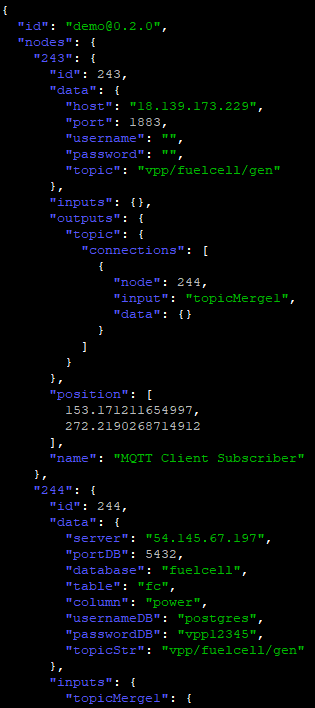 {
  "id": "demo@0.2.0",
  "nodes": {
    "243": {
      "id": 243,
      "data": {
        "host": "18.139.173.229",
        "port": 1883,
        "username": "",
        "password": "",
        "topic": "vpp/fuelcell/gen"
      },
      "inputs": {},
      "outputs": {
        "topic": {
          "connections": [
            {
              "node": 244,
              "input": "topicMerge1",
              "data": {}
            }
          ]
        }
      },
      "position": [
        153.171211654997,
        272.2190268714912
      ],
      "name": "MQTT Client Subscriber"
    },
    "244": {
      "id": 244,
      "data": {
        "server": "54.145.67.197",
        "portDB": 5432,
        "database": "fuelcell",
        "table": "fc",
        "column": "power",
        "usernameDB": "postgres",
        "passwordDB": "vpp12345",
        "topicStr": "vpp/fuelcell/gen"
      },
      "inputs": {
        "topicMerge1": {